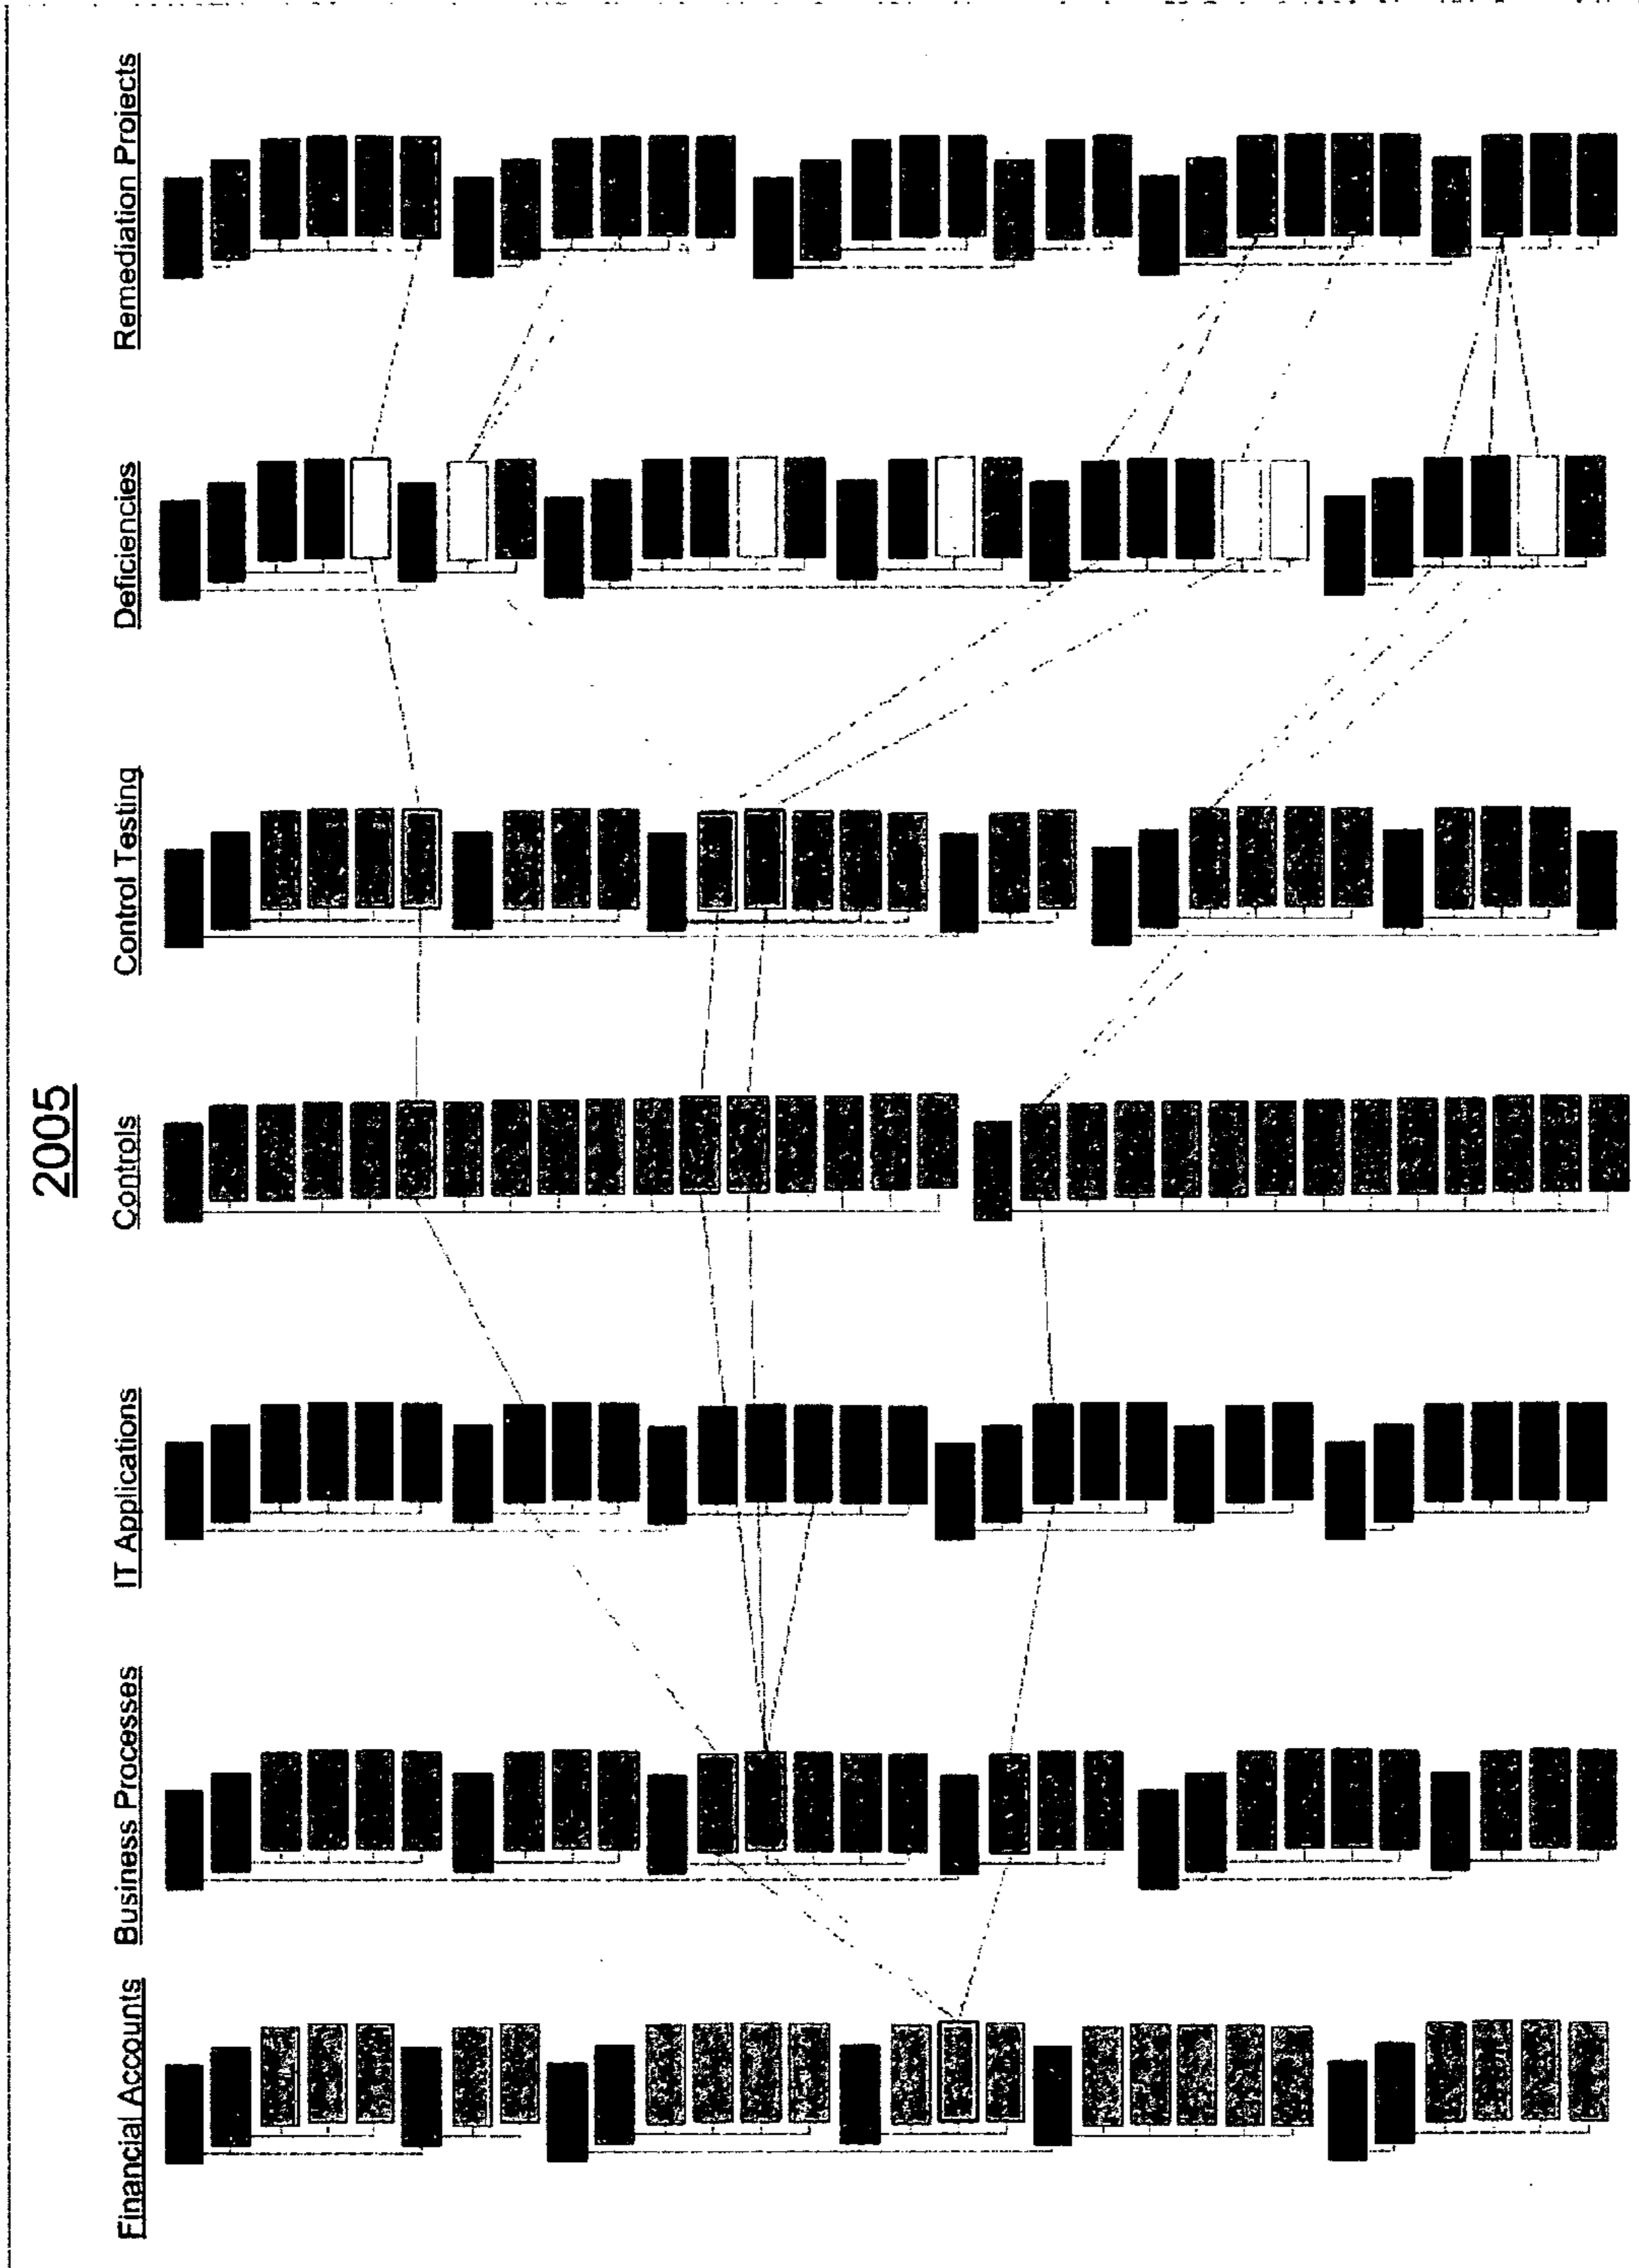 2005
Financial Accounts
Business Processes
IT Applications
Controls
Control Testing
Deficiencies
Remediation Projects